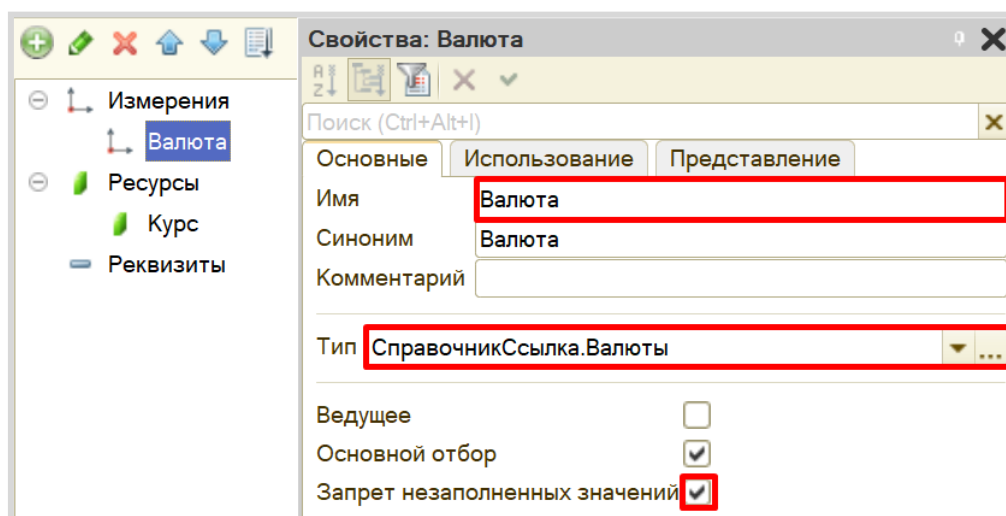 Свойства: Валюта
Измерения
Валюта
Ресурсы
Курс
Реквизиты
Поиск (Ctrl+Alt+I)
Основные Использование Представление
Имя Валюта
Синоним Валюта
Комментарий
Тип СправочникСсылка.Валюты ...
Ведущее
Основной отбор
Запрет незаполненных значений